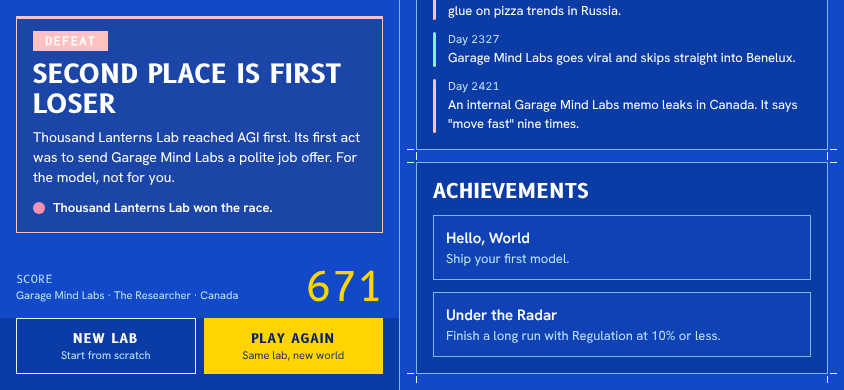 DEFEAT
SECOND PLACE IS FIRST
LOSER
Thousand Lanterns Lab reached AGI first. Its first act
was to send Garage Mind Labs a polite job offer. For
the model, not for you.
Thousand Lanterns Lab won the race.
SCORE
671
Garage Mind Labs · The Researcher · Canada
NEW LAB
Start from scratch
PLAY AGAIN
Same lab, new world
glue on pizza trends in Russia.
Day 2327
Garage Mind Labs goes viral and skips straight into Benelux.
Day 2421
An internal Garage Mind Labs memo leaks in Canada. It says
"move fast" nine times.
ACHIEVEMENTS
Hello, World
Ship your first model.
Under the Radar
Finish a long run with Regulation at 10% or less.